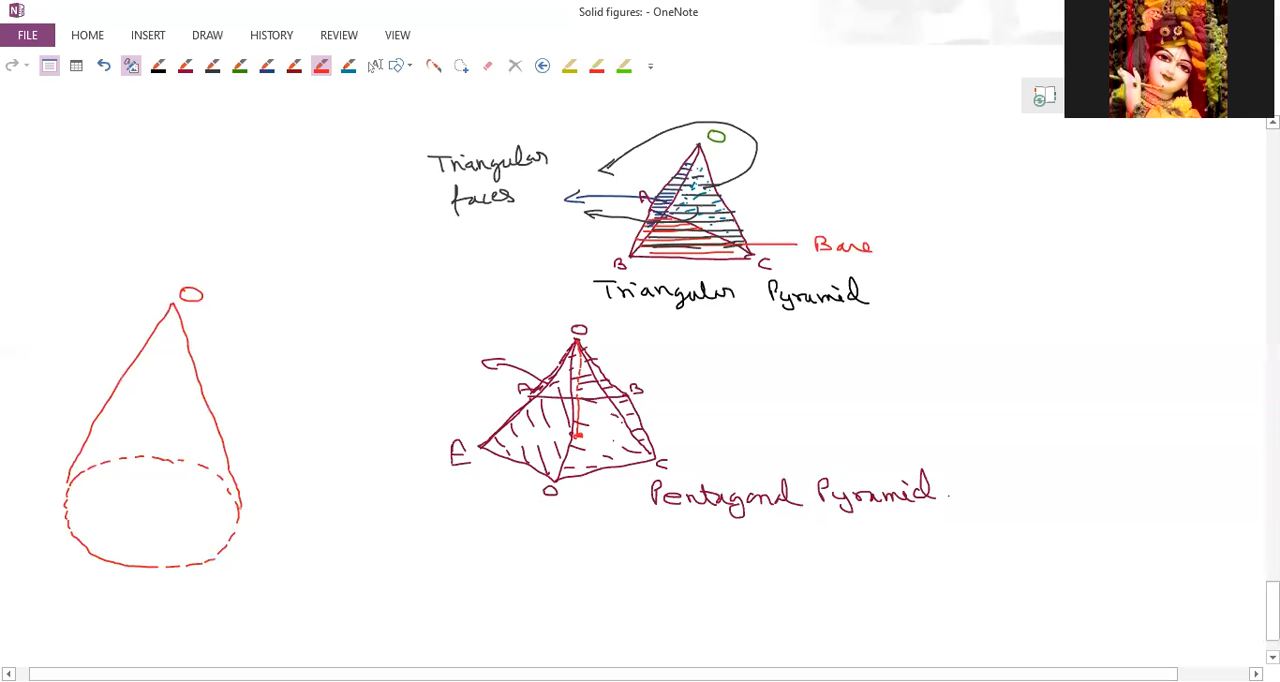 Solid figures: - OneNote
FILE HOME INSERT DRAW HISTORY REVIEW VIEW
O
Triangular
faces
A
Base
B C
Triangular Pyramid
O
O
A B
E
C
D
Pentagonal Pyramid.